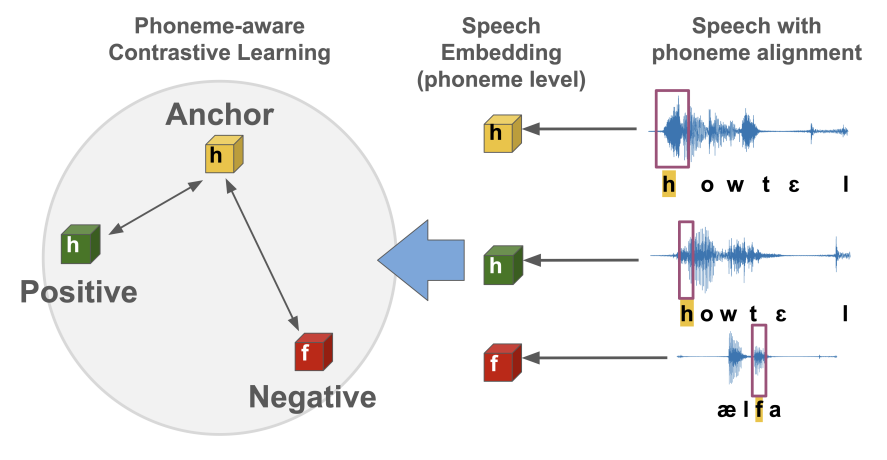 Phoneme-aware
Contrastive Learning
Speech
Embedding
(phoneme level)
Speech with
phoneme alignment
Anchor
h
h
Positive
f
Negative
h
h
f
h o w t ɛ l
h o w t ɛ l
æ l f a